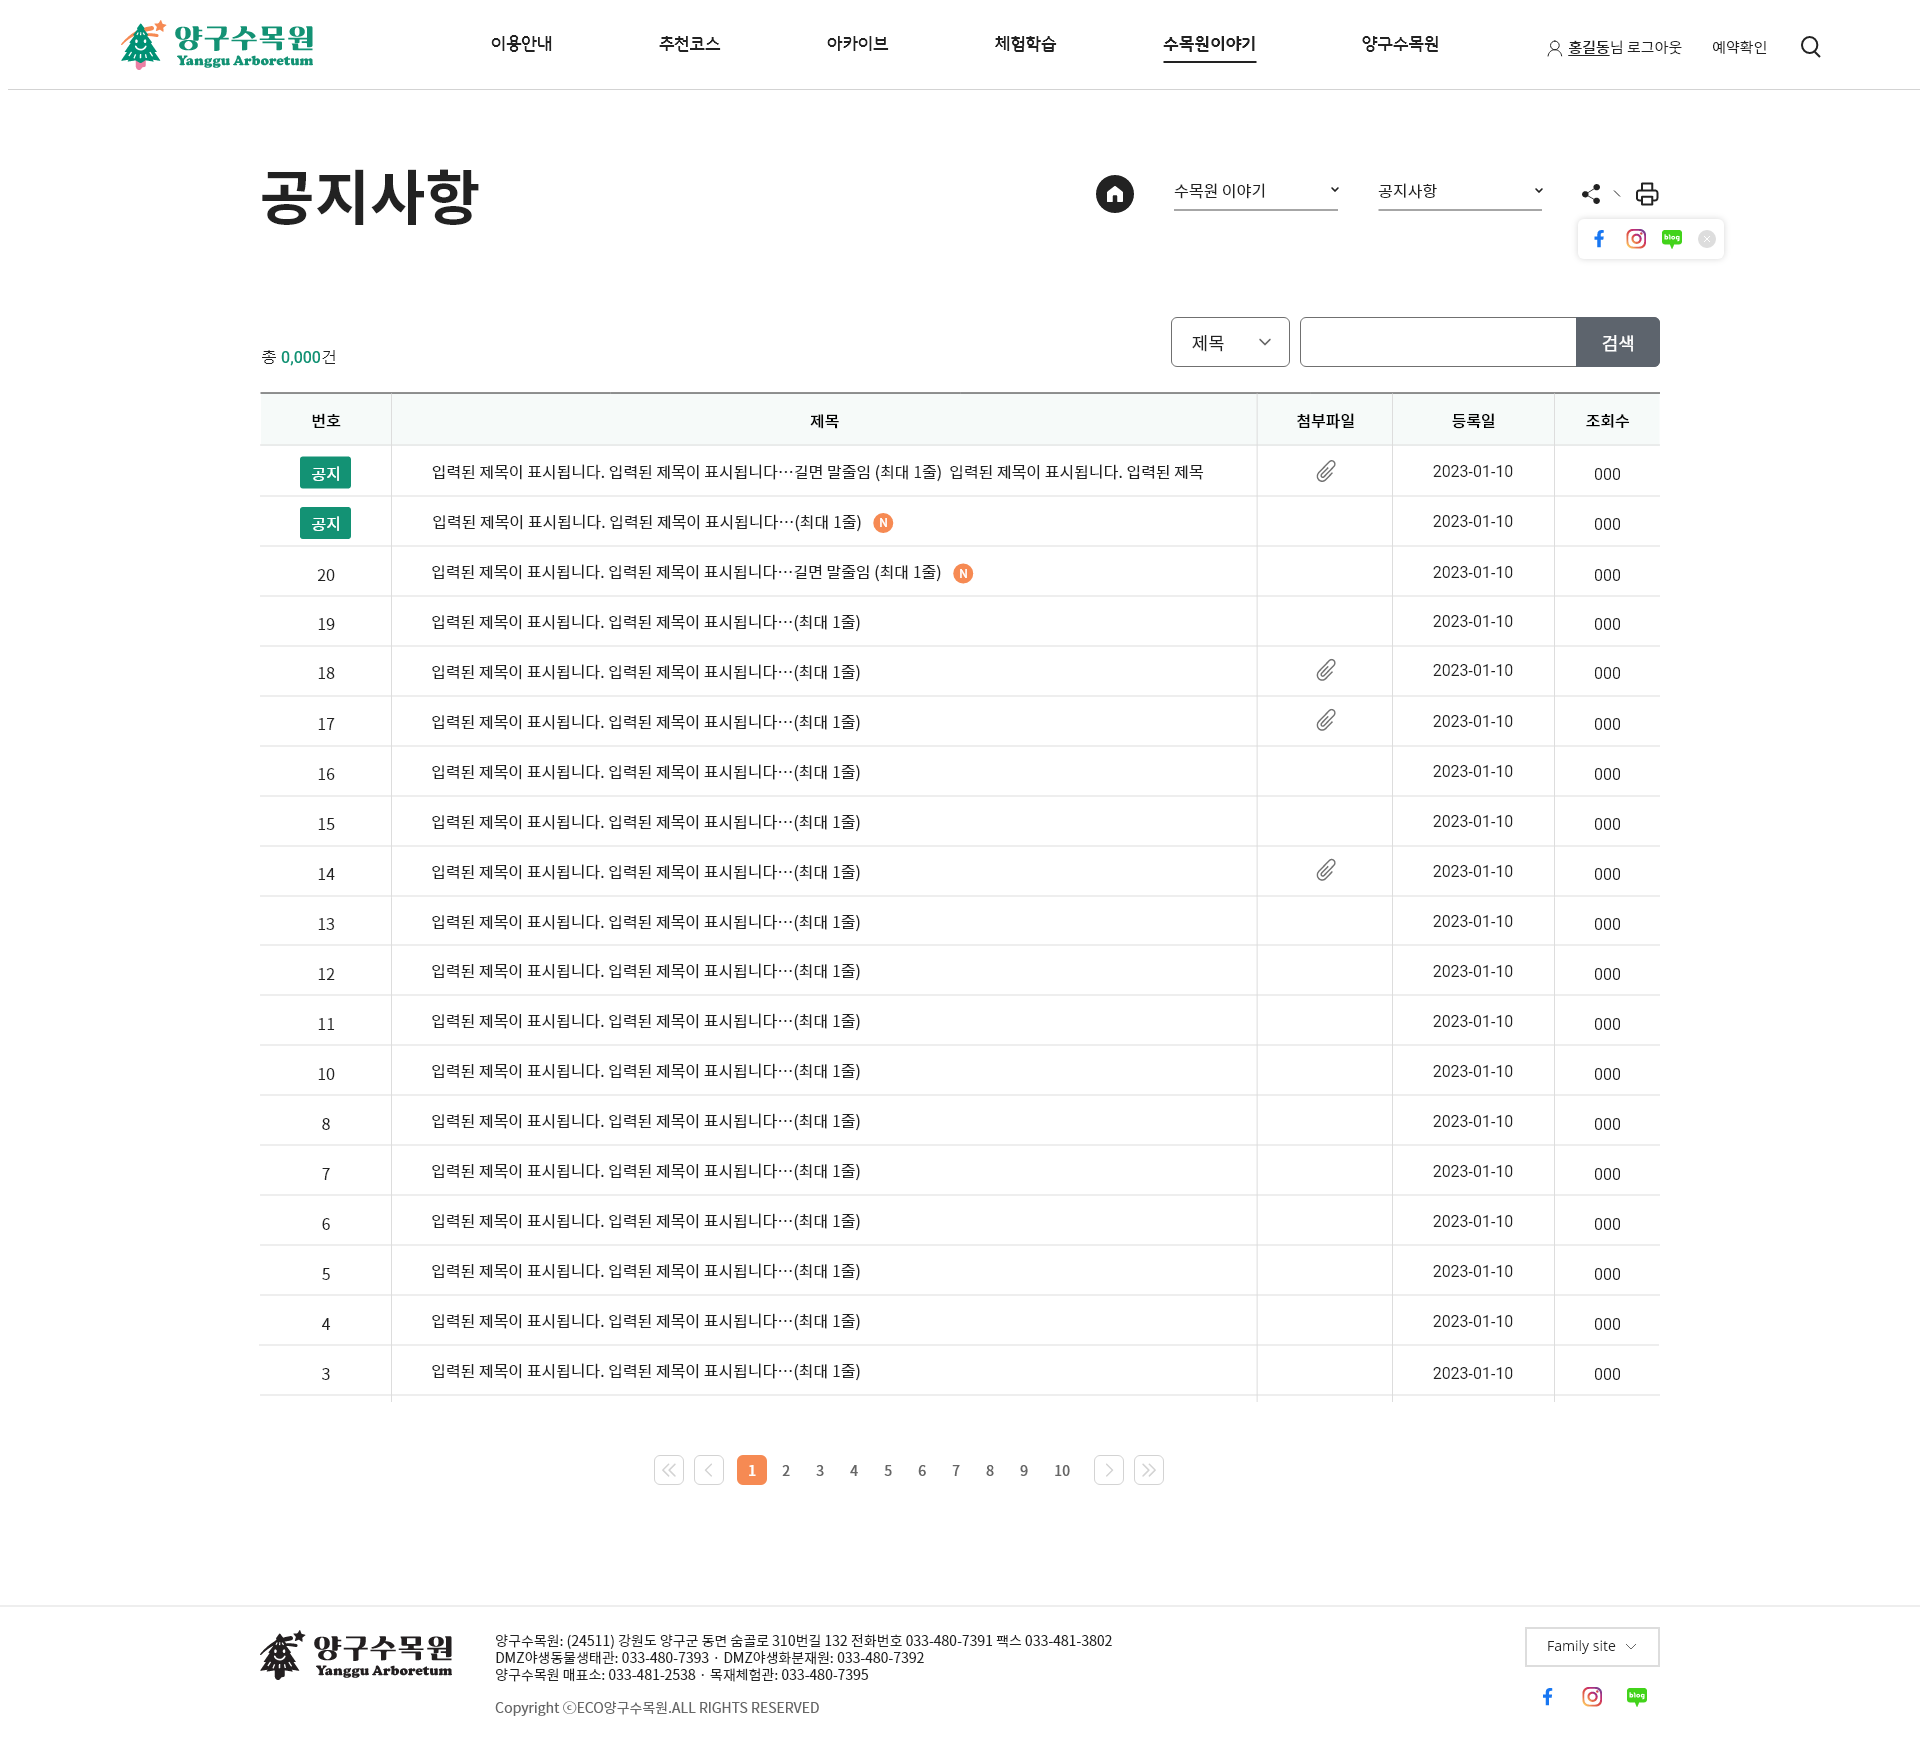 양구수목원
Yanggu Arboretum
이용안내 추천코스 아카이브 체험학습 수목원이야기 양구수목원 홍길동님 로그아웃 예약확인
공지사항 수목원 이야기 공지사항
blog
총 0,000건 제목 검색
번호 제목 첨부파일 등록일 조회수
공지 입력된 제목이 표시됩니다. 입력된 제목이 표시됩니다…길면 말줄임 (최대 1줄) 입력된 제목이 표시됩니다. 입력된 제목 2023-01-10 000
공지 입력된 제목이 표시됩니다. 입력된 제목이 표시됩니다…(최대 1줄) N 2023-01-10 000
20 입력된 제목이 표시됩니다. 입력된 제목이 표시됩니다…길면 말줄임 (최대 1줄) N 2023-01-10 000
19 입력된 제목이 표시됩니다. 입력된 제목이 표시됩니다…(최대 1줄) 2023-01-10 000
18 입력된 제목이 표시됩니다. 입력된 제목이 표시됩니다…(최대 1줄) 2023-01-10 000
17 입력된 제목이 표시됩니다. 입력된 제목이 표시됩니다…(최대 1줄) 2023-01-10 000
16 입력된 제목이 표시됩니다. 입력된 제목이 표시됩니다…(최대 1줄) 2023-01-10 000
15 입력된 제목이 표시됩니다. 입력된 제목이 표시됩니다…(최대 1줄) 2023-01-10 000
14 입력된 제목이 표시됩니다. 입력된 제목이 표시됩니다…(최대 1줄) 2023-01-10 000
13 입력된 제목이 표시됩니다. 입력된 제목이 표시됩니다…(최대 1줄) 2023-01-10 000
12 입력된 제목이 표시됩니다. 입력된 제목이 표시됩니다…(최대 1줄) 2023-01-10 000
11 입력된 제목이 표시됩니다. 입력된 제목이 표시됩니다…(최대 1줄) 2023-01-10 000
10 입력된 제목이 표시됩니다. 입력된 제목이 표시됩니다…(최대 1줄) 2023-01-10 000
8 입력된 제목이 표시됩니다. 입력된 제목이 표시됩니다…(최대 1줄) 2023-01-10 000
7 입력된 제목이 표시됩니다. 입력된 제목이 표시됩니다…(최대 1줄) 2023-01-10 000
6 입력된 제목이 표시됩니다. 입력된 제목이 표시됩니다…(최대 1줄) 2023-01-10 000
5 입력된 제목이 표시됩니다. 입력된 제목이 표시됩니다…(최대 1줄) 2023-01-10 000
4 입력된 제목이 표시됩니다. 입력된 제목이 표시됩니다…(최대 1줄) 2023-01-10 000
3 입력된 제목이 표시됩니다. 입력된 제목이 표시됩니다…(최대 1줄) 2023-01-10 000
1 2 3 4 5 6 7 8 9 10
양구수목원
Yanggu Arboretum
양구수목원: (24511) 강원도 양구군 동면 숨골로 310번길 132 전화번호 033-480-7391 팩스 033-481-3802
DMZ야생동물생태관: 033-480-7393 · DMZ야생화분재원: 033-480-7392
양구수목원 매표소: 033-481-2538 · 목재체험관: 033-480-7395
Copyright ⓒECO양구수목원.ALL RIGHTS RESERVED
Family site
blog